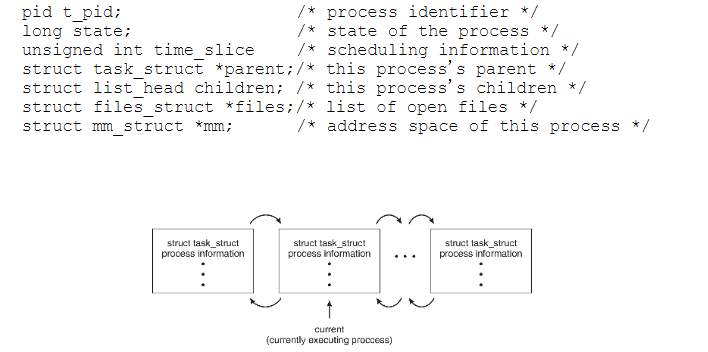 pid t_pid; /* process identifier */
long state; /* state of the process */
unsigned int time_slice /* scheduling information */
struct task_struct *parent;/* this process's parent */
struct list_head children; /* this process's children */
struct files_struct *files;/* list of open files */
struct mm_struct *mm; /* address space of this process */
struct task_struct
process information
struct task_struct
process information
• • •
struct task_struct
process information
current
(currently executing proccess)